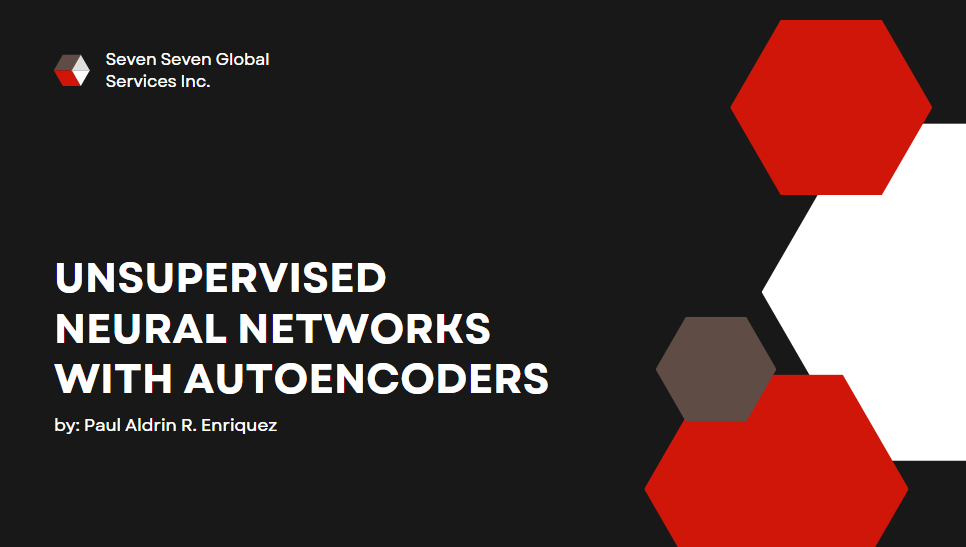 Seven Seven Global
Services Inc.
UNSUPERVISED
NEURAL NETWORKS
WITH AUTOENCODERS
by: Paul Aldrin R. Enriquez